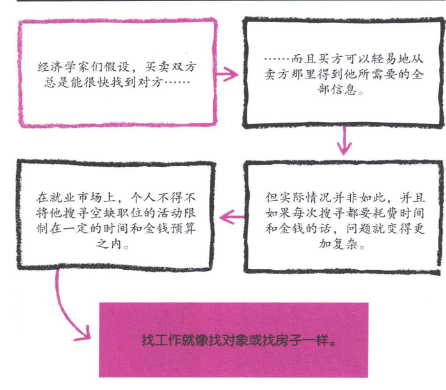 经济学家们假设，买卖双方
总是能很快找到对方……
……而且买方可以轻易地从
卖方那里得到他所需要的全
部信息。
但实际情况并非如此，并且
如果每次搜寻都要耗费时间
和金钱的话，问题就变得更
加复杂。
在就业市场上，个人不得不
将他搜寻空缺职位的活动限
制在一定的时间和金钱预算
之内。
找工作就像找对象或找房子一样。